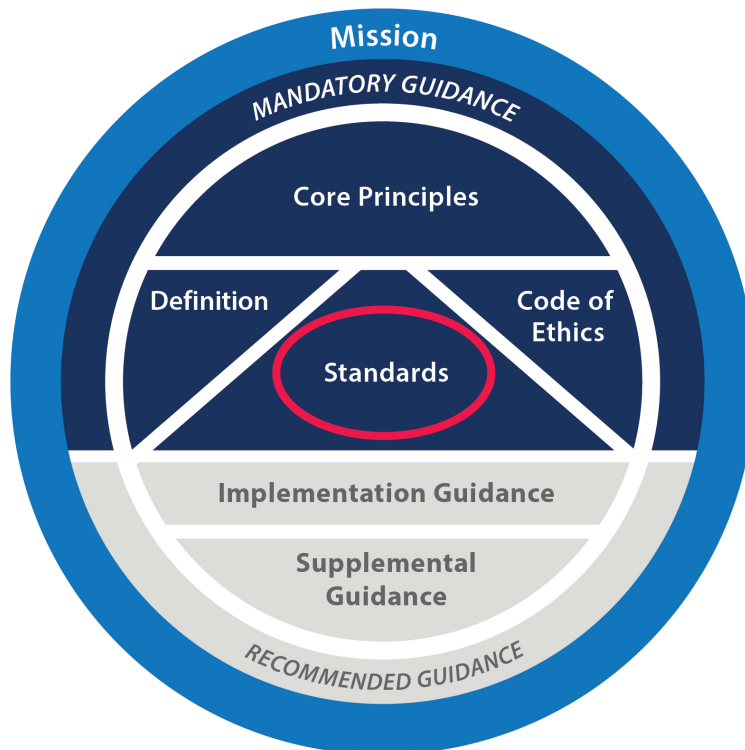 Mission
MANDATORY GUIDANCE
Core Principles
Definition
Code of
Ethics
Standards
Implementation Guidance
Supplemental
Guidance
RECOMMENDED GUIDANCE